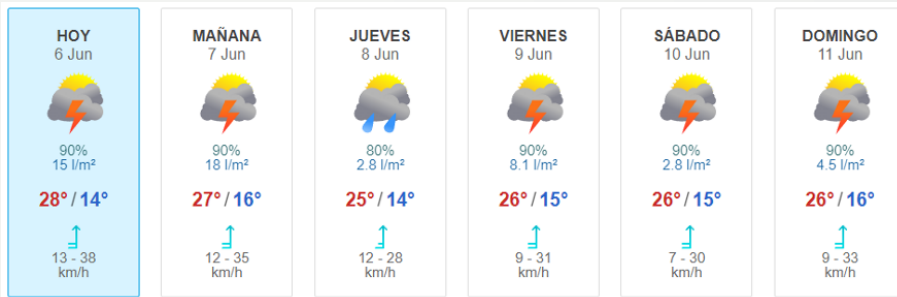 HOY
6 Jun
90%
15 l/m²
28° / 14°
13 - 38
km/h
MAÑANA
7 Jun
90%
18 l/m²
27° / 16°
12 - 35
km/h
JUEVES
8 Jun
80%
2.8 l/m²
25° / 14°
12 - 28
km/h
VIERNES
9 Jun
90%
8.1 l/m²
26° / 15°
9 - 31
km/h
SÁBADO
10 Jun
90%
2.8 l/m²
26° / 15°
7 - 30
km/h
DOMINGO
11 Jun
90%
4.5 l/m²
26° / 16°
9 - 33
km/h